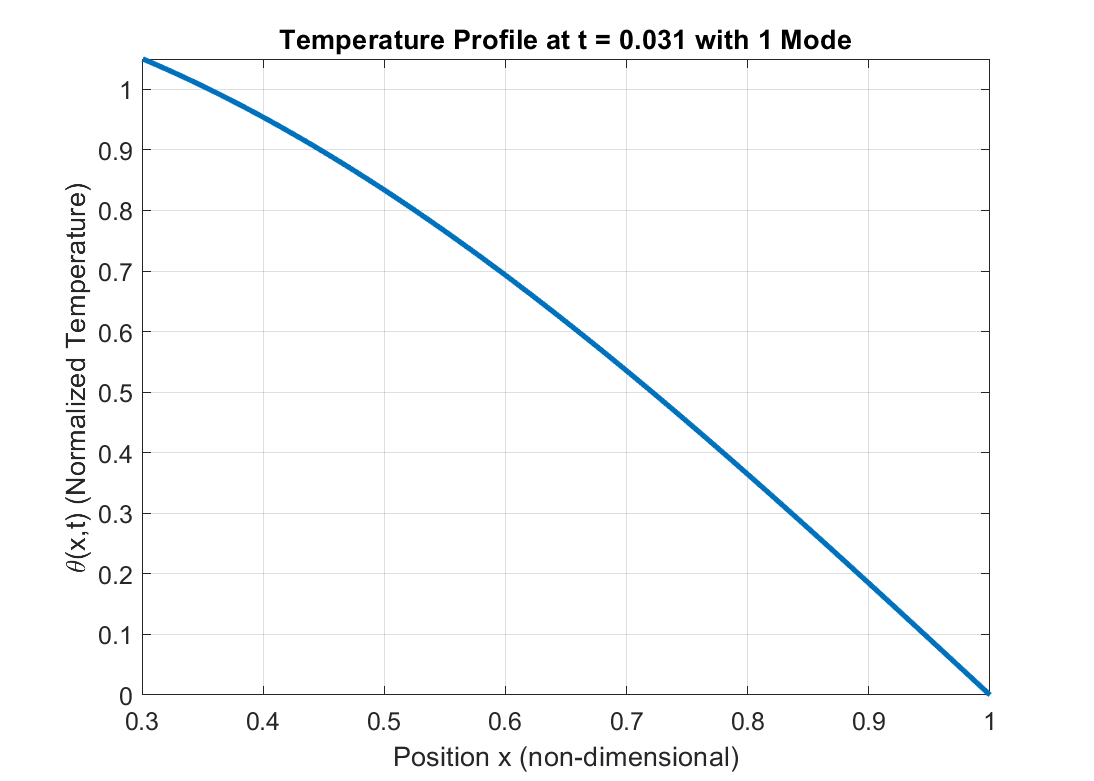 Temperature Profile at t = 0.031 with 1 Mode
θ(x,t) (Normalized Temperature)
1
0.9
0.8
0.7
0.6
0.5
0.4
0.3
0.2
0.1
0
0.3 0.4 0.5 0.6 0.7 0.8 0.9 1
Position x (non-dimensional)